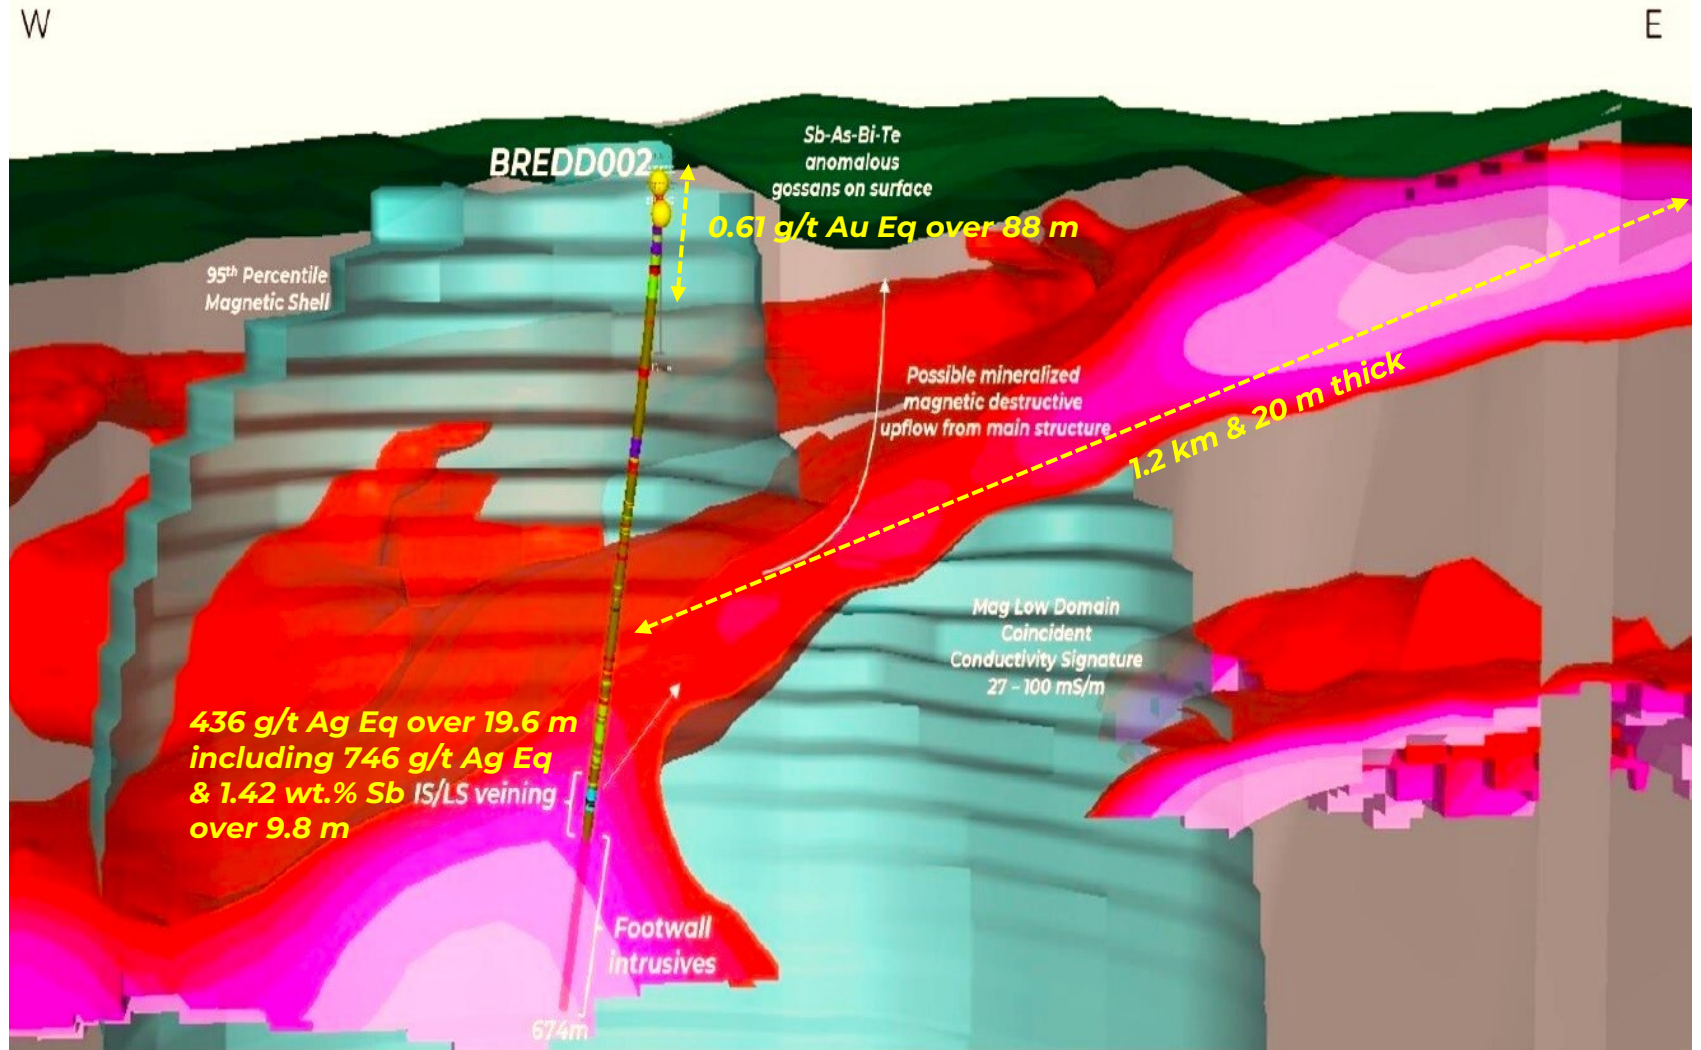 W
E
BREDD002
Sb-As-Bi-Te
anomalous
gossans on surface
0.61 g/t Au Eq over 88 m
95th Percentile
Magnetic Shell
Possible mineralized
magnetic destructive
upflow from main structure
1.2 km & 20 m thick
Mag Low Domain
Coincident
Conductivity Signature
27 – 100 mS/m
436 g/t Ag Eq over 19.6 m
including 746 g/t Ag Eq
& 1.42 wt.% Sb IS/LS veining
over 9.8 m
Footwall
intrusives
674m